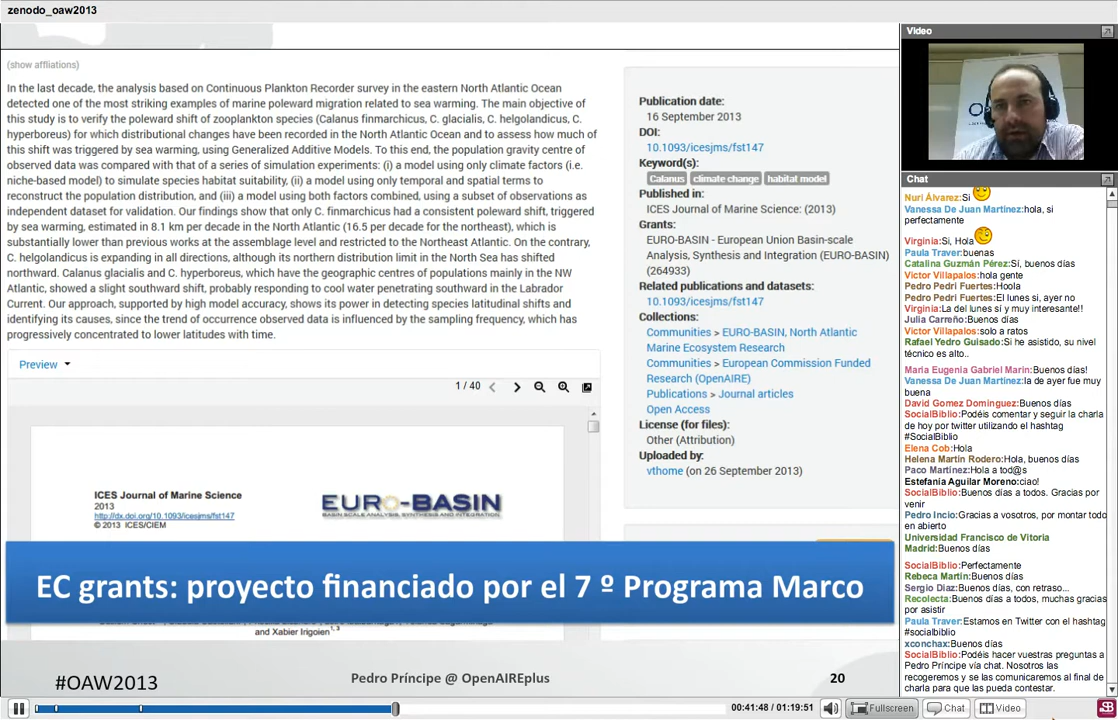 zenodo_oaw2013
(show affliations)
In the last decade, the analysis based on Continuous Plankton Recorder survey in the eastern North Atlantic Ocean
detected one of the most striking examples of marine poleward migration related to sea warming. The main objective of
this study is to verify the poleward shift of zooplankton species (Calanus finmarchicus, C. glacialis, C. helgolandicus, C.
hyperboreus) for which distributional changes have been recorded in the North Atlantic Ocean and to assess how much of
this shift was triggered by sea warming, using Generalized Additive Models. To this end, the population gravity centre of
observed data was compared with that of a series of simulation experiments: (i) a model using only climate factors (i.e.
niche-based model) to simulate species habitat suitability, (ii) a model using only temporal and spatial terms to
reconstruct the population distribution, and (iii) a model using both factors combined, using a subset of observations as
independent dataset for validation. Our findings show that only C. finmarchicus had a consistent poleward shift, triggered
by sea warming, estimated in 8.1 km per decade in the North Atlantic (16.5 per decade for the northeast), which is
substantially lower than previous works at the assemblage level and restricted to the Northeast Atlantic. On the contrary,
C. helgolandicus is expanding in all directions, although its northern distribution limit in the North Sea has shifted
northward. Calanus glacialis and C. hyperboreus, which have the geographic centres of populations mainly in the NW
Atlantic, showed a slight southward shift, probably responding to cool water penetrating southward in the Labrador
Current. Our approach, supported by high model accuracy, shows its power in detecting species latitudinal shifts and
identifying its causes, since the trend of occurrence observed data is influenced by the sampling frequency, which has
progressively concentrated to lower latitudes with time.
Preview
1 / 40
ICES Journal of Marine Science
2013
http://dx.doi.org/10.1093/icesjms/fst147
© 2013 ICES/CIEM
EURO-BASIN
BASIN SCALE ANALYSIS, SYNTHESIS AND INTEGRATION
EC grants: proyecto financiado por el 7 º Programa Marco
and Xabier Irigoien 1, 3
Publication date:
16 September 2013
DOI:
10.1093/icesjms/fst147
Keyword(s):
Calanus climate change habitat model
Published in:
ICES Journal of Marine Science: (2013)
Grants:
EURO-BASIN - European Union Basin-scale
Analysis, Synthesis and Integration (EURO-BASIN)
(264933)
Related publications and datasets:
10.1093/icesjms/fst147
Collections:
Communities > EURO-BASIN, North Atlantic
Marine Ecosystem Research
Communities > European Commission Funded
Research (OpenAIRE)
Publications > Journal articles
Open Access
License (for files):
Other (Attribution)
Uploaded by:
vthome (on 26 September 2013)
#OAW2013
Pedro Príncipe @ OpenAIREplus
20
Video
Chat
Nuri Álvarez:Si
Vanessa De Juan Martinez:hola, si
perfectamente
Virginia:Si, Hola
Paula Traver:buenas
Catalina Guzmán Pérez:Sí, buenos días
Victor Villapalos:hola gente
Pedro Pedri Fuertes:Hoola
Pedro Pedri Fuertes:El lunes si, ayer no
Virginia:La del lunes sí y muy interesante!!
Julia Carreño:Buenos días
Victor Villapalos:solo a ratos
Rafael Yedro Guisado:Si he asistido, su nivel
técnico es alto..
Maria Eugenia Gabriel Marin:Buenos días!
Vanessa De Juan Martinez:la de ayer fue muy
buena
David Gomez Dominguez:Buenos días
SocialBiblio:Podéis comentar y seguir la charla
de hoy por twitter utilizando el hashtag
#SocialBiblio
Elena Cob:Hola
Helena Martín Rodero:Hola, buenos días
Paco Martínez:Hola a tod@s
Estefanía Aguilar Moreno:ciao!
SocialBiblio:Buenos días a todos. Gracias por
venir
Pedro Incio:Gracias a vosotros, por montar todo
en abierto
Universidad Francisco de Vitoria
Madrid:Buenos días
SocialBiblio:Perfectamente
Rebeca Martin:Buenos días
Sergio Diaz:Buenos días, con retraso...
Recolecta:Buenos días a todos, muchas gracias
por asistir
Paula Traver:Estamos en Twitter con el hashtag
#socialbiblio
xconchax:Buenos días
SocialBiblio:Podéis hacer vuestras preguntas a
Pedro Príncipe vía chat. Nosotros las
recogeremos y se las comunicaremos al final de
charla para que las pueda contestar.
00:41:48 / 01:19:51
Fullscreen
Chat
Video
SB